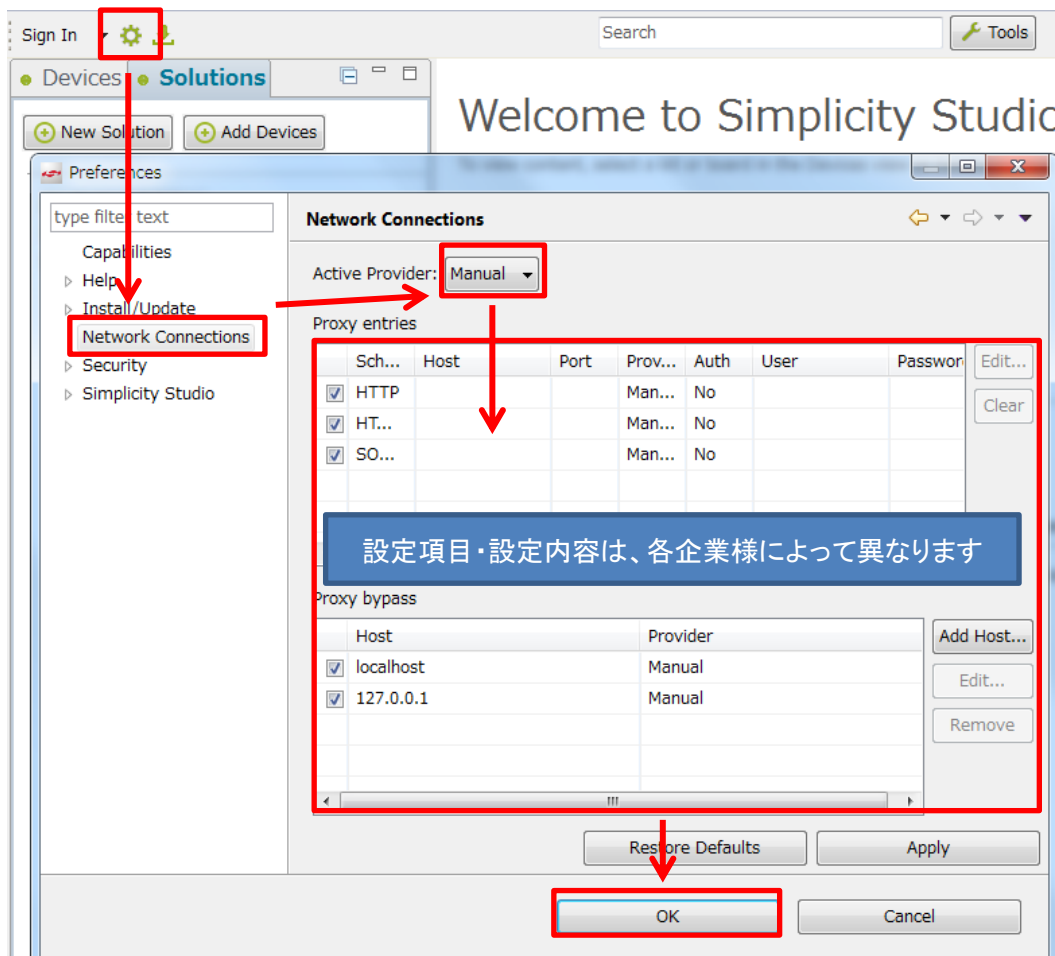 Sign In
Search
Tools
Devices
Solutions
New Solution
Add Devices
Welcome to Simplicity Studio
Preferences
type filter text
Network Connections
Capabilities
Help
Install/Update
Network Connections
Security
Simplicity Studio
Active Provider: Manual
Proxy entries
Sch... Host Port Prov... Auth User Password
HTTP Man... No
HT... Man... No
SO... Man... No
Edit...
Clear
設定項目・設定内容は、各企業様によって異なります
Proxy bypass
Host Provider
localhost Manual
127.0.0.1 Manual
Add Host...
Edit...
Remove
Restore Defaults
Apply
OK
Cancel